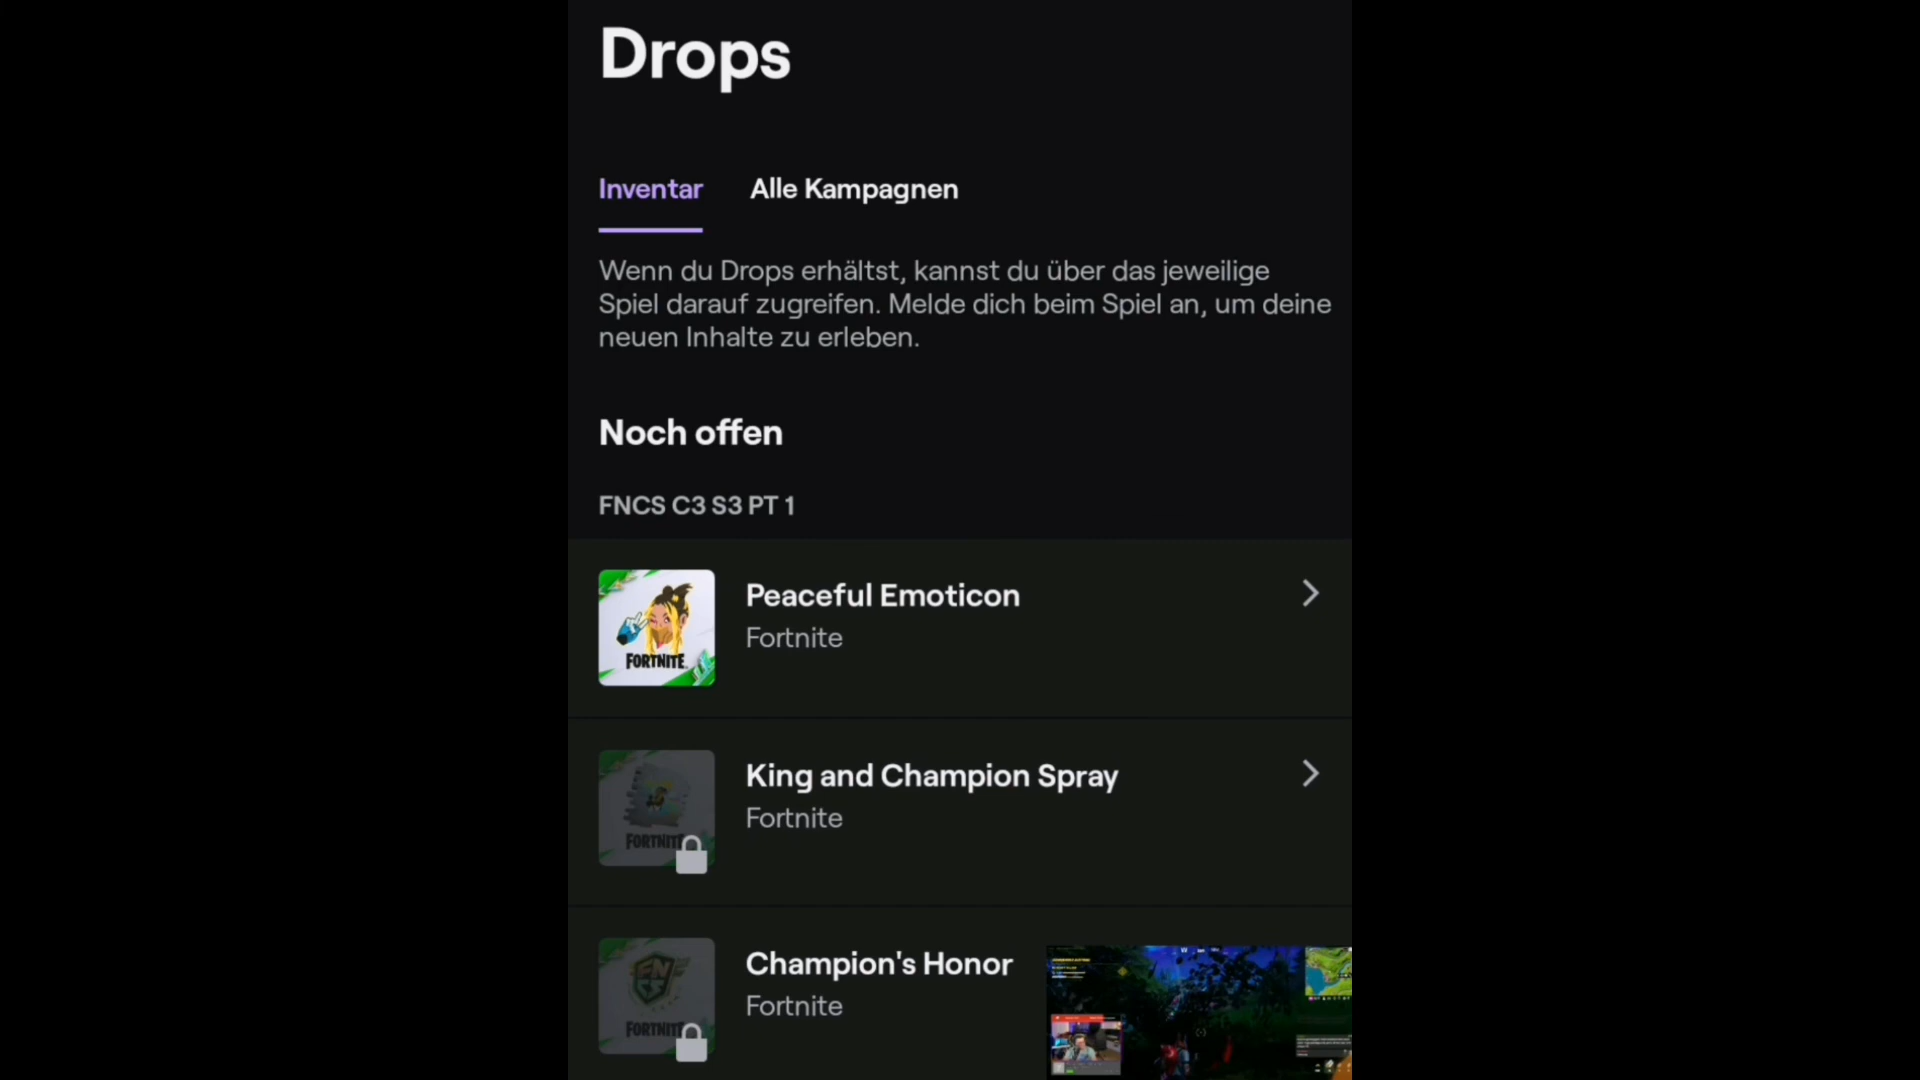 Drops
Inventar
Alle Kampagnen
Wenn du Drops erhältst, kannst du über das jeweilige
Spiel darauf zugreifen. Melde dich beim Spiel an, um deine
neuen Inhalte zu erleben.
Noch offen
FNCS C3 S3 PT 1
FORTNITE
Peaceful Emoticon
Fortnite
King and Champion Spray
Fortnite
Champion's Honor
Fortnite